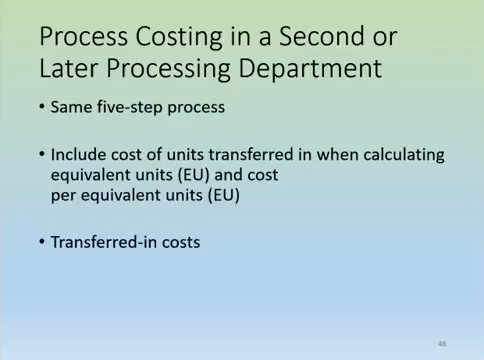 Process Costing in a Second or
Later Processing Department
• Same five-step process
• Include cost of units transferred in when calculating
equivalent units (EU) and cost
per equivalent units (EU)
• Transferred-in costs
48